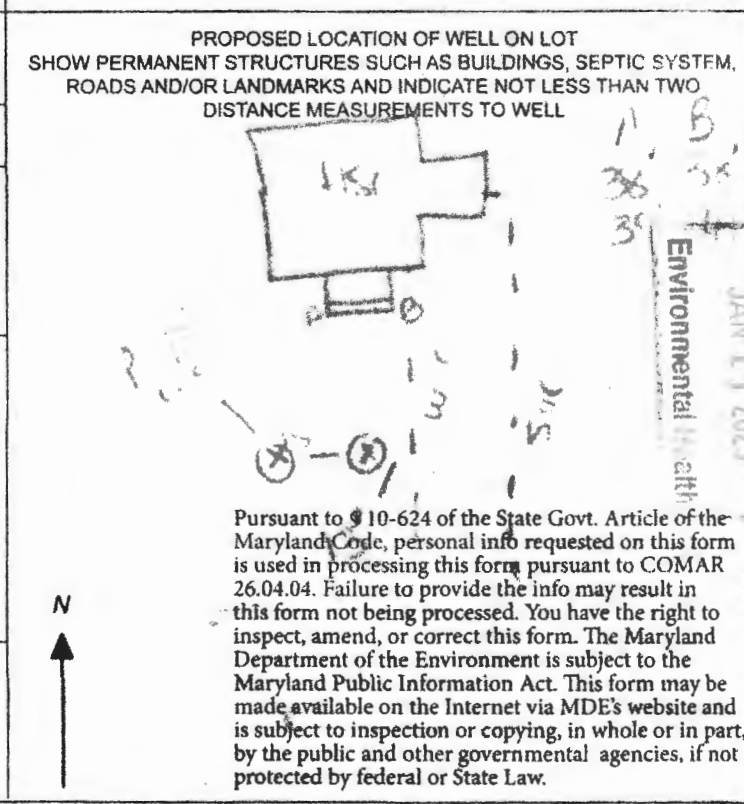 PROPOSED LOCATION OF WELL ON LOT
SHOW PERMANENT STRUCTURES SUCH AS BUILDINGS, SEPTIC SYSTEM,
ROADS AND/OR LANDMARKS AND INDICATE NOT LESS THAN TWO
DISTANCE MEASUREMENTS TO WELL
A B
38
Environmental Health
B
W
X X
N
Pursuant to § 10-624 of the State Govt. Article of the
Maryland Code, personal info requested on this form
is used in processing this form pursuant to COMAR
26.04.04. Failure to provide the info may result in
this form not being processed. You have the right to
inspect, amend, or correct this form. The Maryland
Department of the Environment is subject to the
Maryland Public Information Act. This form may be
made available on the Internet via MDE's website and
is subject to inspection or copying, in whole or in part,
by the public and other governmental agencies, if not
protected by federal or State Law.